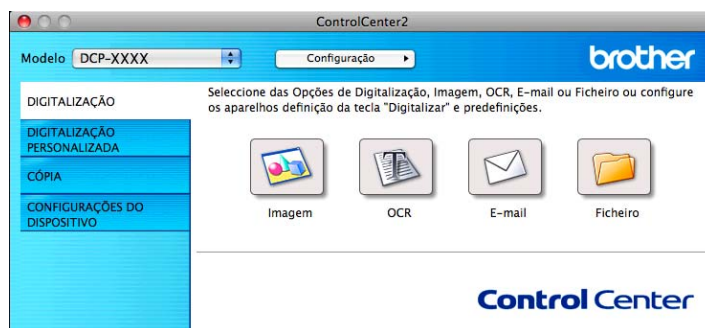 ControlCenter2
Modelo DCP-XXXX Configuração brother
DIGITALIZAÇÃO
DIGITALIZAÇÃO
PERSONALIZADA
CÓPIA
CONFIGURAÇÕES DO
DISPOSITIVO
Seleccione das Opções de Digitalização, Imagem, OCR, E-mail ou Ficheiro ou configure
os aparelhos definição da tecla "Digitalizar" e predefinições.
Imagem OCR E-mail Ficheiro
Control Center